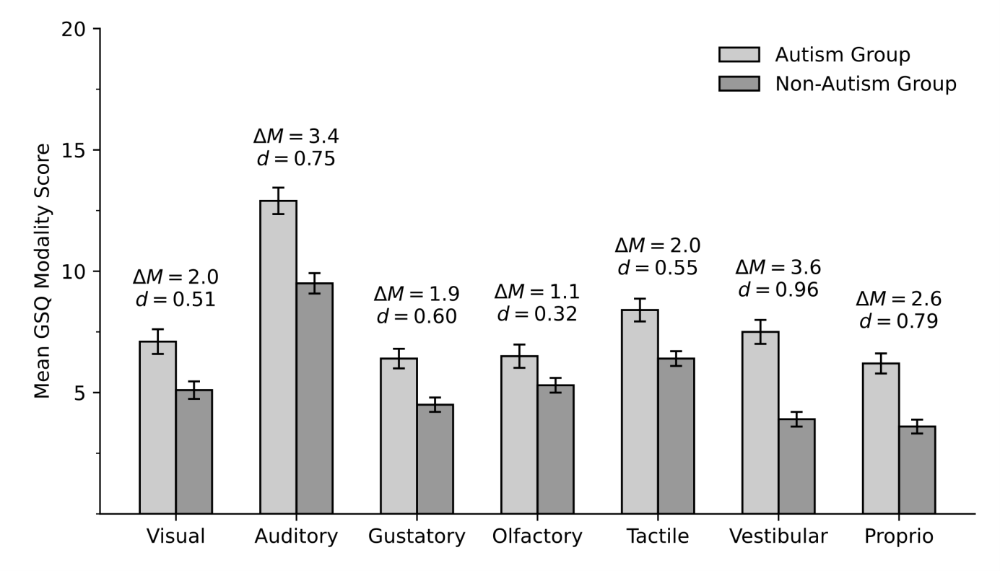 20
15
10
5
Mean GSQ Modality Score
Autism Group
Non-Autism Group
ΔM = 2.0
d = 0.51
ΔM = 3.4
d = 0.75
ΔM = 1.9
d = 0.60
ΔM = 1.1
d = 0.32
ΔM = 2.0
d = 0.55
ΔM = 3.6
d = 0.96
ΔM = 2.6
d = 0.79
Visual
Auditory
Gustatory
Olfactory
Tactile
Vestibular
Proprio